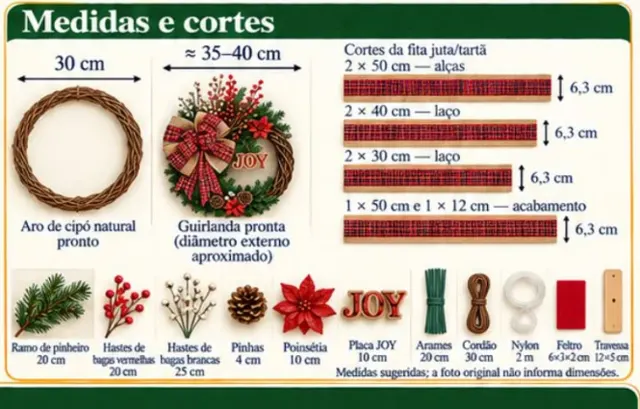 Medidas e cortes
30 cm
≈ 35–40 cm
JOY
Aro de cipó natural
pronto
Guirlanda pronta
(diâmetro externo
aproximado)
Cortes da fita juta/tartã
2 × 50 cm — alças
6,3 cm
2 × 40 cm — laço
6,3 cm
2 × 30 cm — laço
6,3 cm
1 × 50 cm e 1 × 12 cm — acabamento
6,3 cm
JOY
Ramo de pinheiro
20 cm
Hastes de
bagas vermelhas
20 cm
Hastes de
bagas brancas
25 cm
Pinhas
4 cm
Poinsétia
10 cm
Placa JOY
10 cm
Arames
20 cm
Cordão
30 cm
Nylon
2 m
Feltro
6×3×2 cm
Travessa
12×5 cm
Medidas sugeridas; a foto original não informa dimensões.